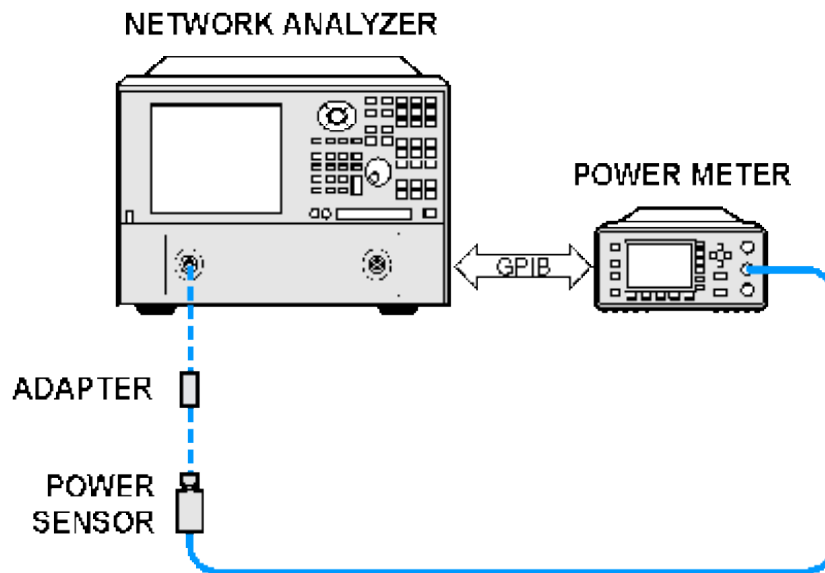 NETWORK ANALYZER
POWER METER
GPIB
ADAPTER
POWER
SENSOR